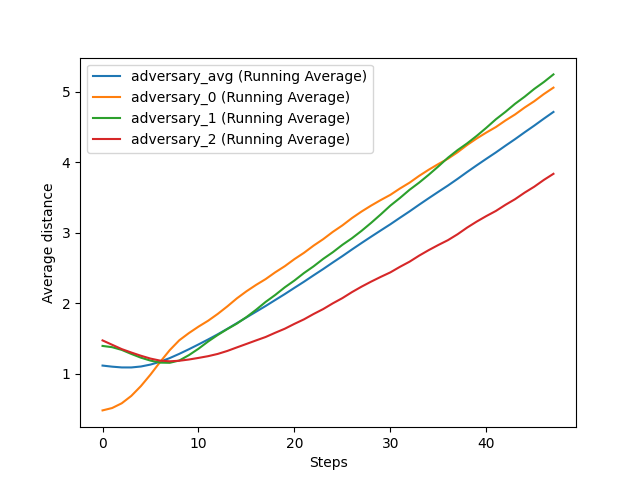 adversary_avg (Running Average)
adversary_0 (Running Average)
adversary_1 (Running Average)
adversary_2 (Running Average)
5
4
3
2
1
Average distance
0
10
20
30
40
Steps